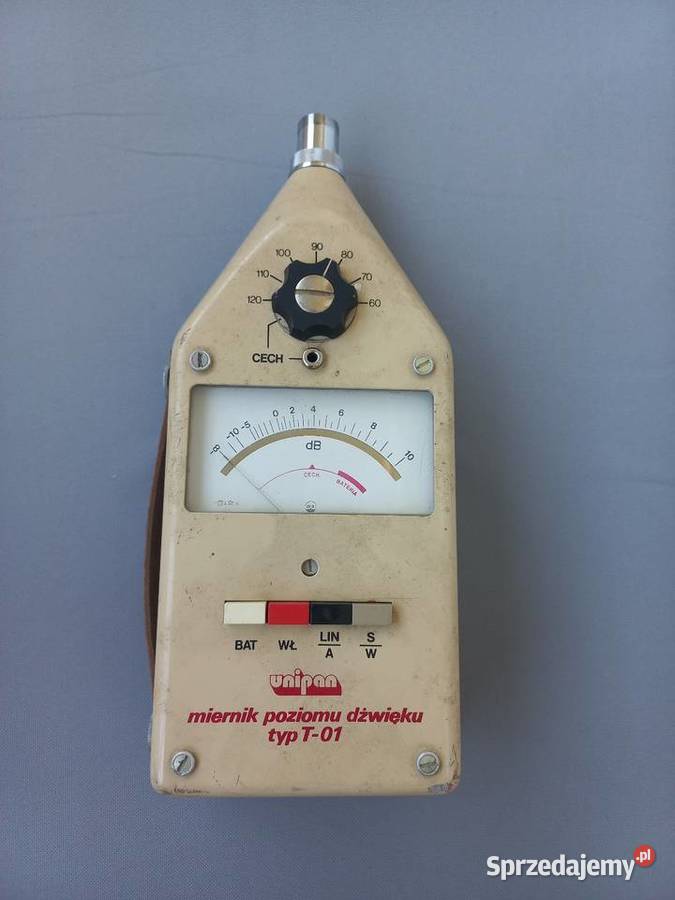 90
100 80
110 70
120 60
CECH
-∞ -10 -5 0 2 4 6 8 10
dB
CECH.
BATERIA
BAT WŁ LIN S
A W
unipan
miernik poziomu dźwięku
typ T-01
Sprzedajemy.pl